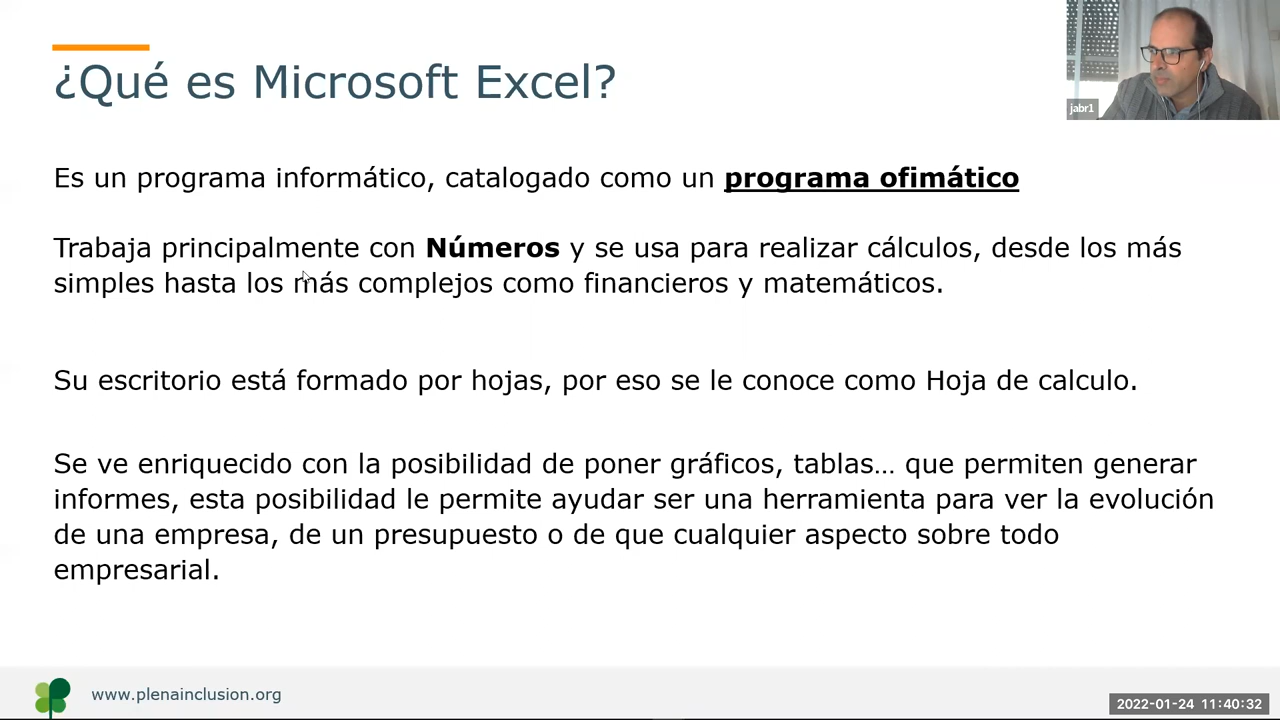 ¿Qué es Microsoft Excel?
jabr1
Es un programa informático, catalogado como un programa ofimático
Trabaja principalmente con Números y se usa para realizar cálculos, desde los más
simples hasta los más complejos como financieros y matemáticos.
Su escritorio está formado por hojas, por eso se le conoce como Hoja de calculo.
Se ve enriquecido con la posibilidad de poner gráficos, tablas... que permiten generar
informes, esta posibilidad le permite ayudar ser una herramienta para ver la evolución
de una empresa, de un presupuesto o de que cualquier aspecto sobre todo
empresarial.
www.plenainclusion.org
2022-01-24 11:40:32